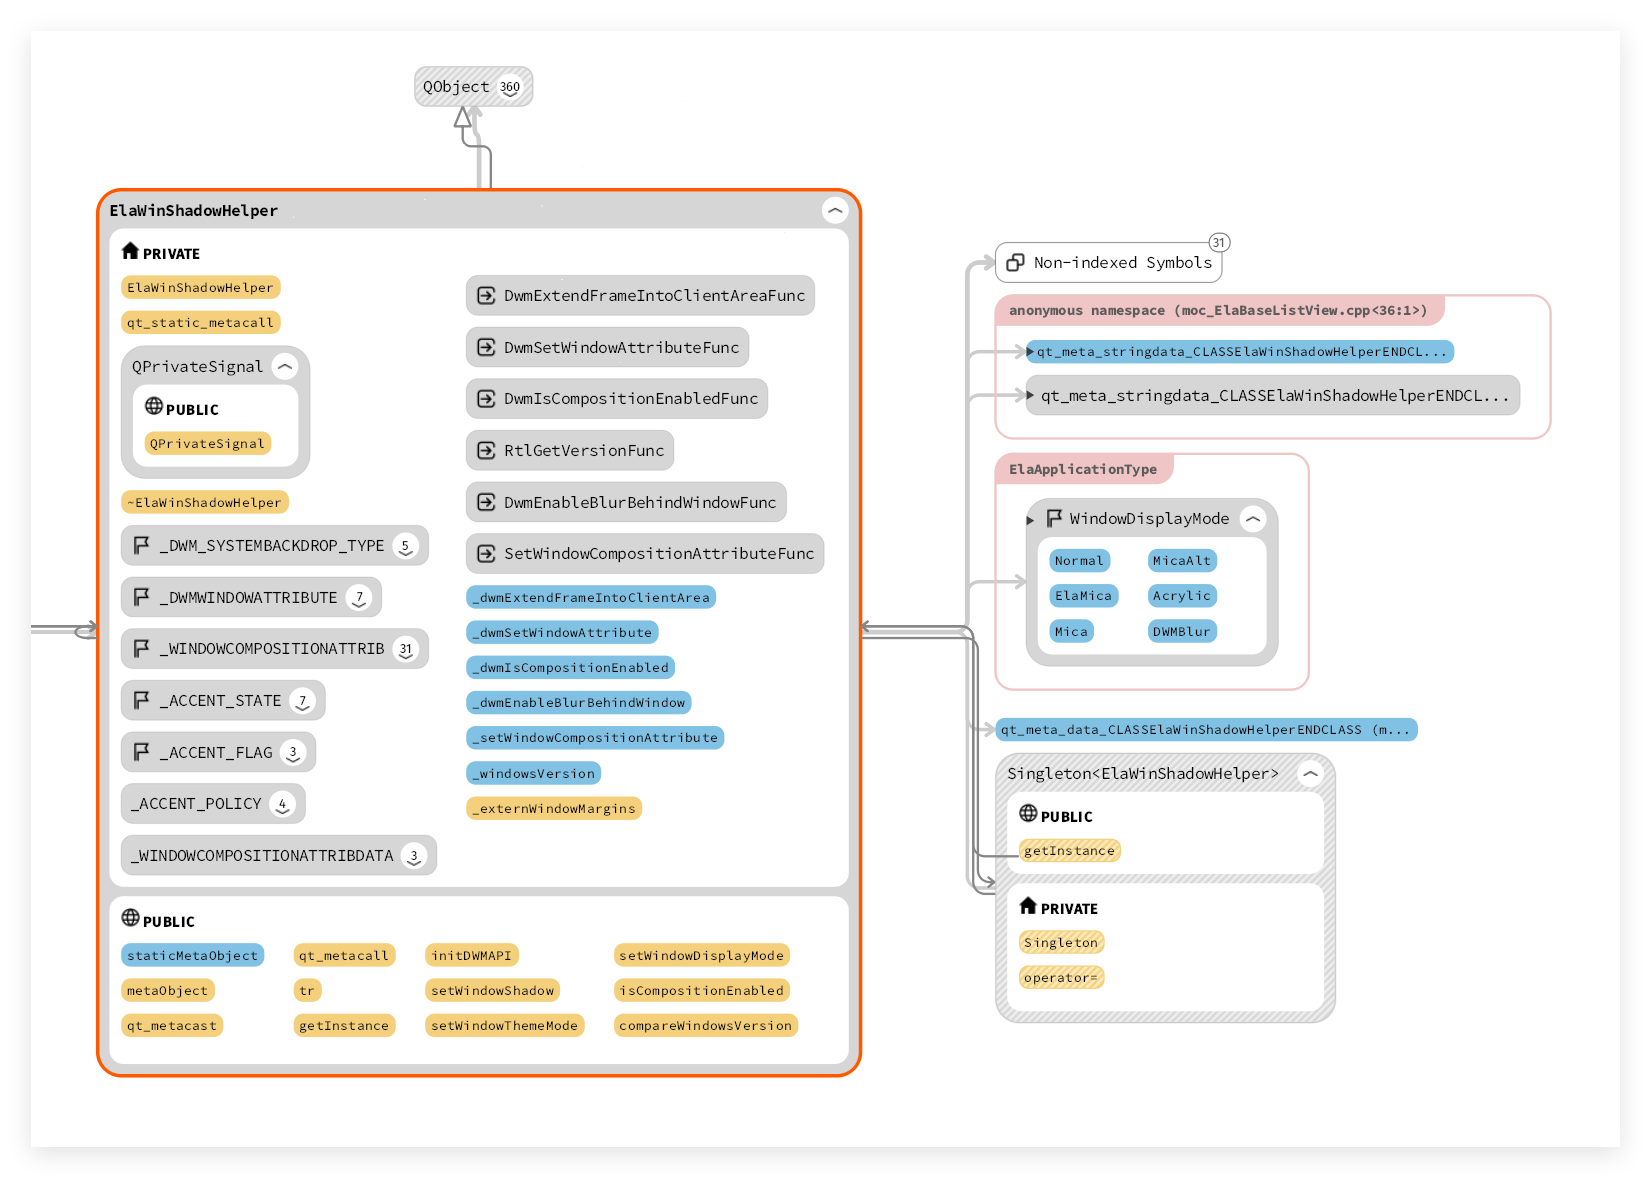 QObject 360
ElaWinShadowHelper
PRIVATE
ElaWinShadowHelper
qt_static_metacall
QPrivateSignal
PUBLIC
QPrivateSignal
~ElaWinShadowHelper
_DWM_SYSTEMBACKDROP_TYPE 5
_DWMWINDOWATTRIBUTE 7
_WINDOWCOMPOSITIONATTRIB 31
_ACCENT_STATE 7
_ACCENT_FLAG 3
_ACCENT_POLICY 4
_WINDOWCOMPOSITIONATTRIBDATA 3
DwmExtendFrameIntoClientAreaFunc
DwmSetWindowAttributeFunc
DwmIsCompositionEnabledFunc
RtlGetVersionFunc
DwmEnableBlurBehindWindowFunc
SetWindowCompositionAttributeFunc
_dwmExtendFrameIntoClientArea
_dwmSetWindowAttribute
_dwmIsCompositionEnabled
_dwmEnableBlurBehindWindow
_setWindowCompositionAttribute
_windowsVersion
_externWindowMargins
PUBLIC
staticMetaObject
metaObject
qt_metacast
qt_metacall
tr
getInstance
initDWMAPI
setWindowShadow
setWindowThemeMode
setWindowDisplayMode
isCompositionEnabled
compareWindowsVersion
31
Non-indexed Symbols
anonymous namespace (moc_ElaBaseListView.cpp<36:1>)
qt_meta_stringdata_CLASSElaWinShadowHelperENDCL...
qt_meta_stringdata_CLASSElaWinShadowHelperENDCL...
ElaApplicationType
WindowDisplayMode
Normal
ElaMica
Mica
MicaAlt
Acrylic
DWMBlur
qt_meta_data_CLASSElaWinShadowHelperENDCLASS (m...
Singleton<ElaWinShadowHelper>
PUBLIC
getInstance
PRIVATE
Singleton
operator=